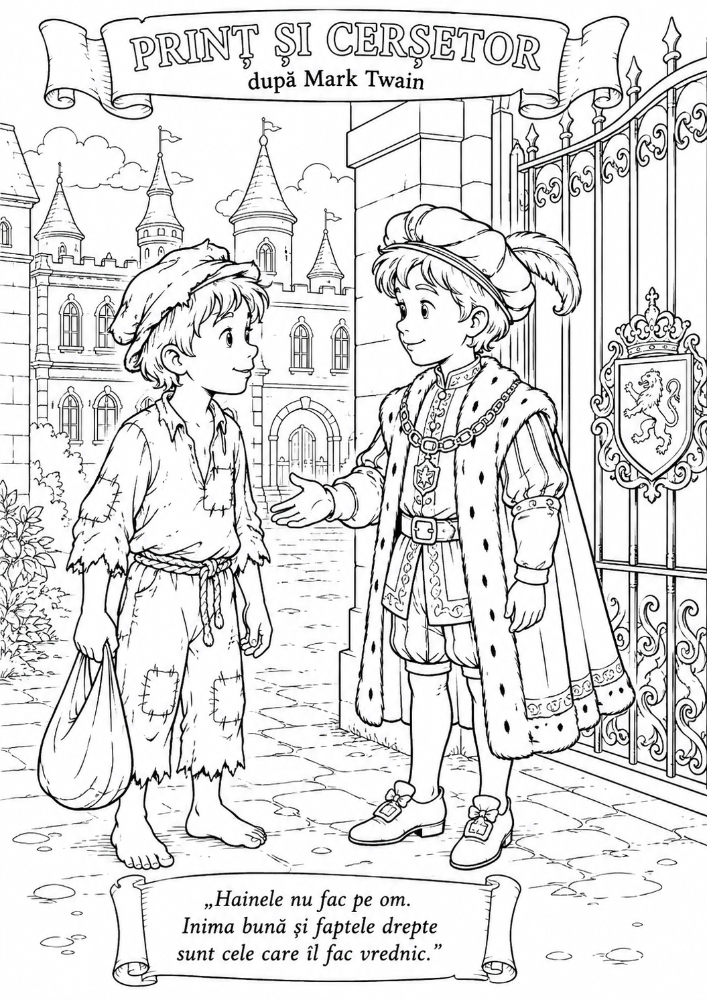 PRINȚ ȘI CERȘETOR
după Mark Twain
„Hainele nu fac pe om.
Inima bună și faptele drepte
sunt cele care îl fac vrednic.”